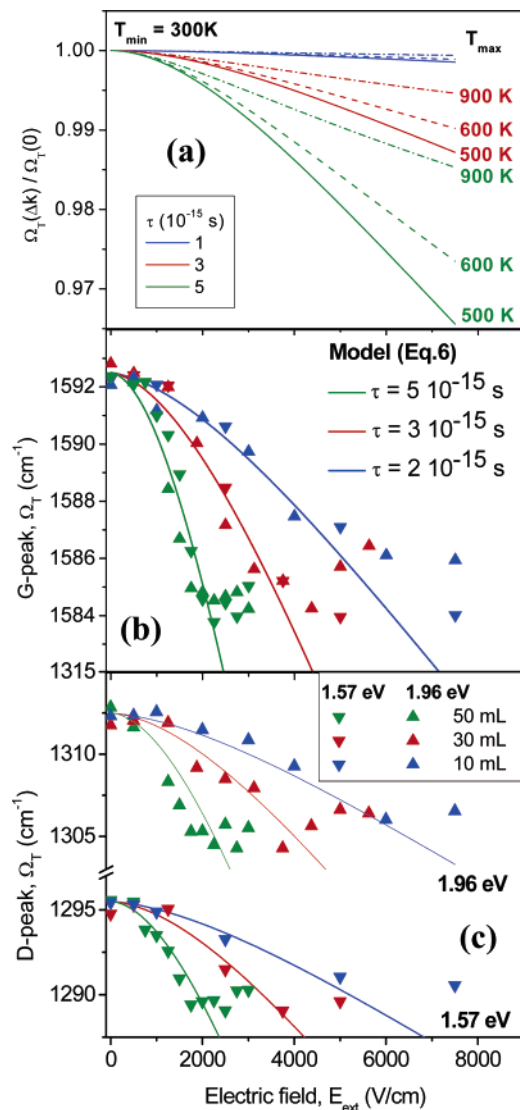 T_min = 300K
T_max
1.00
0.99
0.98
0.97
Ω_T(Δk) / Ω_T(0)
900 K
600 K
500 K
900 K
600 K
500 K
(a)
τ (10^-15 s)
1
3
5
Model (Eq.6)
τ = 5 10^-15 s
τ = 3 10^-15 s
τ = 2 10^-15 s
1592
1590
1588
1586
1584
G-peak, Ω_T (cm^-1)
(b)
1315
1310
1305
1295
1290
D-peak, Ω_T (cm^-1)
1.57 eV 1.96 eV
50 mL
30 mL
10 mL
1.96 eV
(c)
1.57 eV
0 2000 4000 6000 8000
Electric field, E_ext (V/cm)